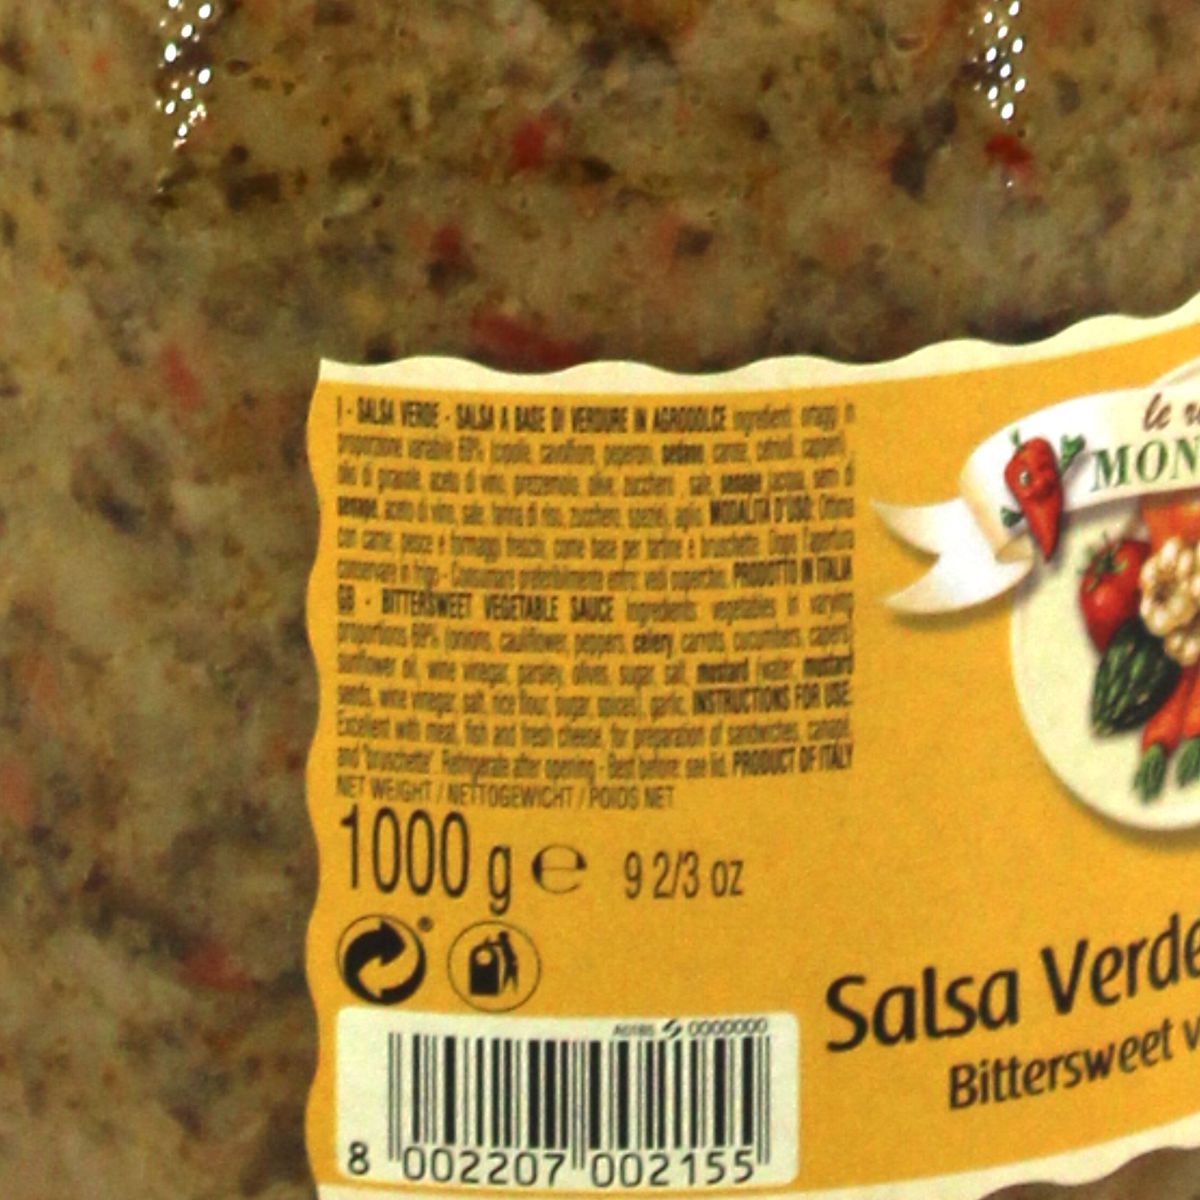 I - SALSA VERDE - SALSA A BASE DI VERDURE IN AGRODOLCE ingredienti: ortaggi in
proporzione variabile 69% (cipolle, cavolfiore, peperoni, sedano, carote, cetrioli, capperi),
olio di girasole, aceto di vino, prezzemolo, olive, zucchero, sale, senape (acqua, semi di
senape, aceto di vino, sale, farina di riso, zucchero, spezie), aglio. MODALITÀ D'USO: Ottima
con carne, pesce e formaggi freschi, come base per tartine e bruschette. Dopo l'apertura
conservare in frigo - Consumare preferibilmente entro: vedi coperchio. PRODOTTO IN ITALIA
GB - BITTERSWEET VEGETABLE SAUCE Ingredients: vegetables in varying
proportions 69% (onions, cauliflower, peppers, celery, carrots, cucumbers, capers),
sunflower oil, wine vinegar, parsley, olives, sugar, salt, mustard (water, mustard
seeds, wine vinegar, salt, rice flour, sugar, spices), garlic. INSTRUCTIONS FOR USE:
Excellent with meat, fish and fresh cheese, for preparation of sandwiches, canapé,
and "bruschette". Refrigerate after opening - Best before: see lid. PRODUCT OF ITALY
NET WEIGHT / NETTOGEWICHT / POIDS NET
1000 g e 9 2/3 oz
0000000
8 002207 002155
le
MON
Salsa Verde
Bittersweet v